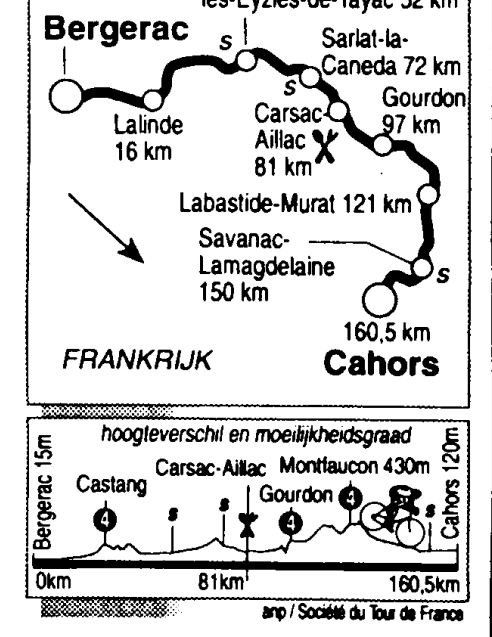 les-Eyzies-de-Tayac 52 km
Bergerac
s
Sarlat-la-
Caneda 72 km
s
Gourdon
97 km
Carsac-
Aillac
81 km
Lalinde
16 km
Labastide-Murat 121 km
Savanac-
Lamagdelaine
150 km
s
160,5 km
FRANKRIJK
Cahors
hoogteverschil en moeilijkheidsgraad
Bergerac 15m
Castang
4
s
s
Carsac-Aillac
Gourdon
4
Montfaucon 430m
4
s
Cahors 120m
0km
81km
160,5km
anp / Société du Tour de France